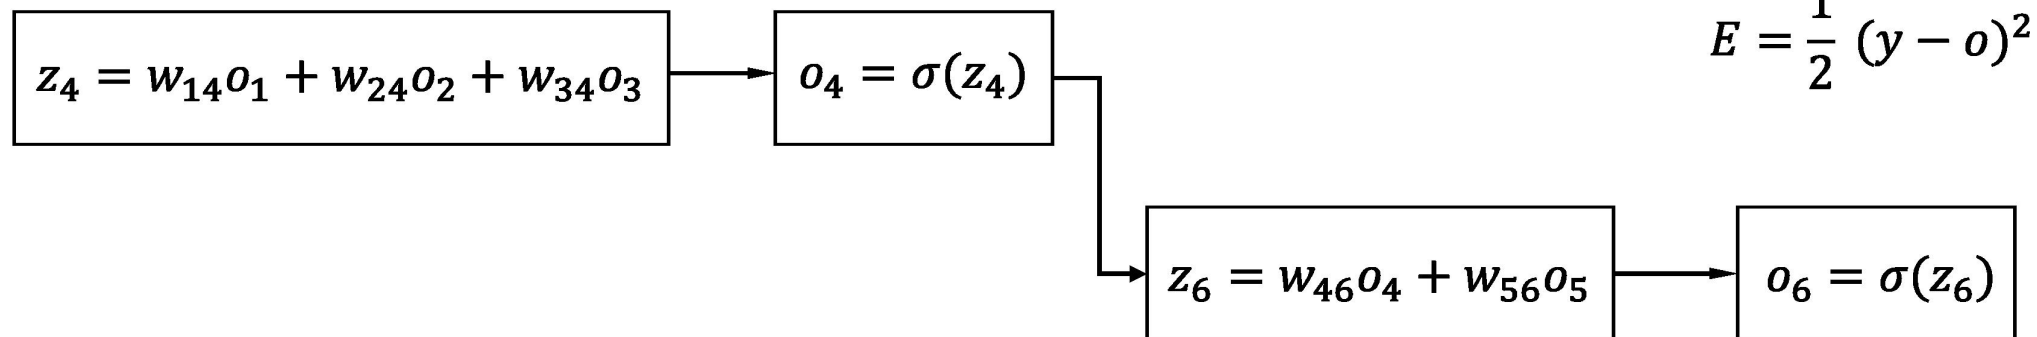 z₄ = w₁₄o₁ + w₂₄o₂ + w₃₄o₃
o₄ = σ(z₄)
E = 1/2 (y − o)²
z₆ = w₄₆o₄ + w₅₆o₅
o₆ = σ(z₆)